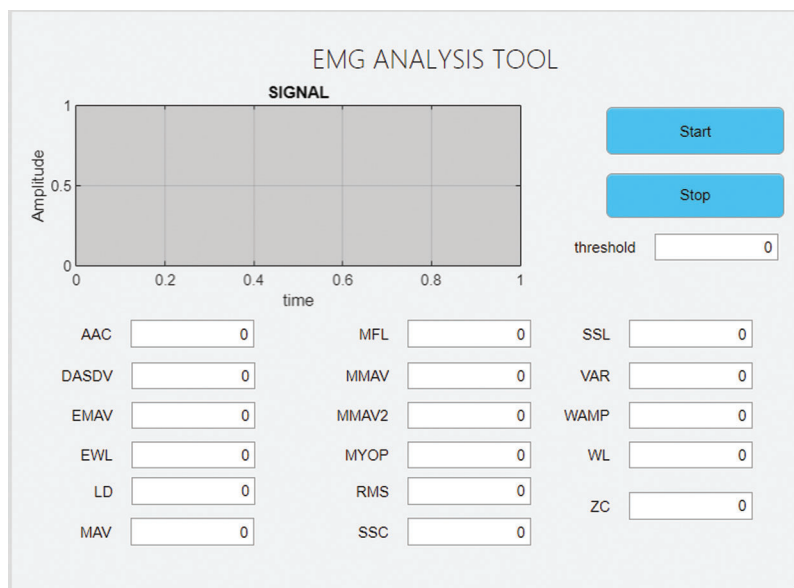 EMG ANALYSIS TOOL
SIGNAL
1
0.5
0
Amplitude
0 0.2 0.4 0.6 0.8 1
time
Start
Stop
threshold 0
AAC 0 MFL 0 SSL 0
DASDV 0 MMAV 0 VAR 0
EMAV 0 MMAV2 0 WAMP 0
EWL 0 MYOP 0 WL 0
LD 0 RMS 0 ZC 0
MAV 0 SSC 0